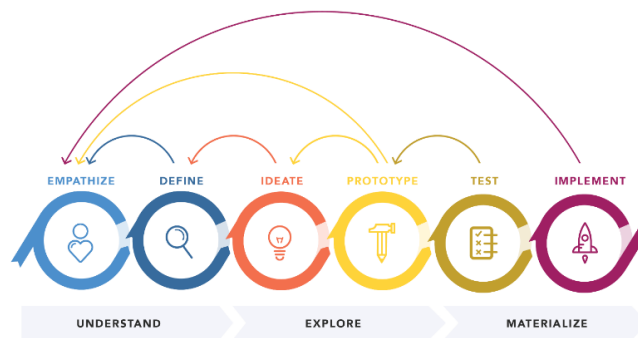 EMPATHIZE DEFINE IDEATE PROTOTYPE TEST IMPLEMENT
UNDERSTAND EXPLORE MATERIALIZE